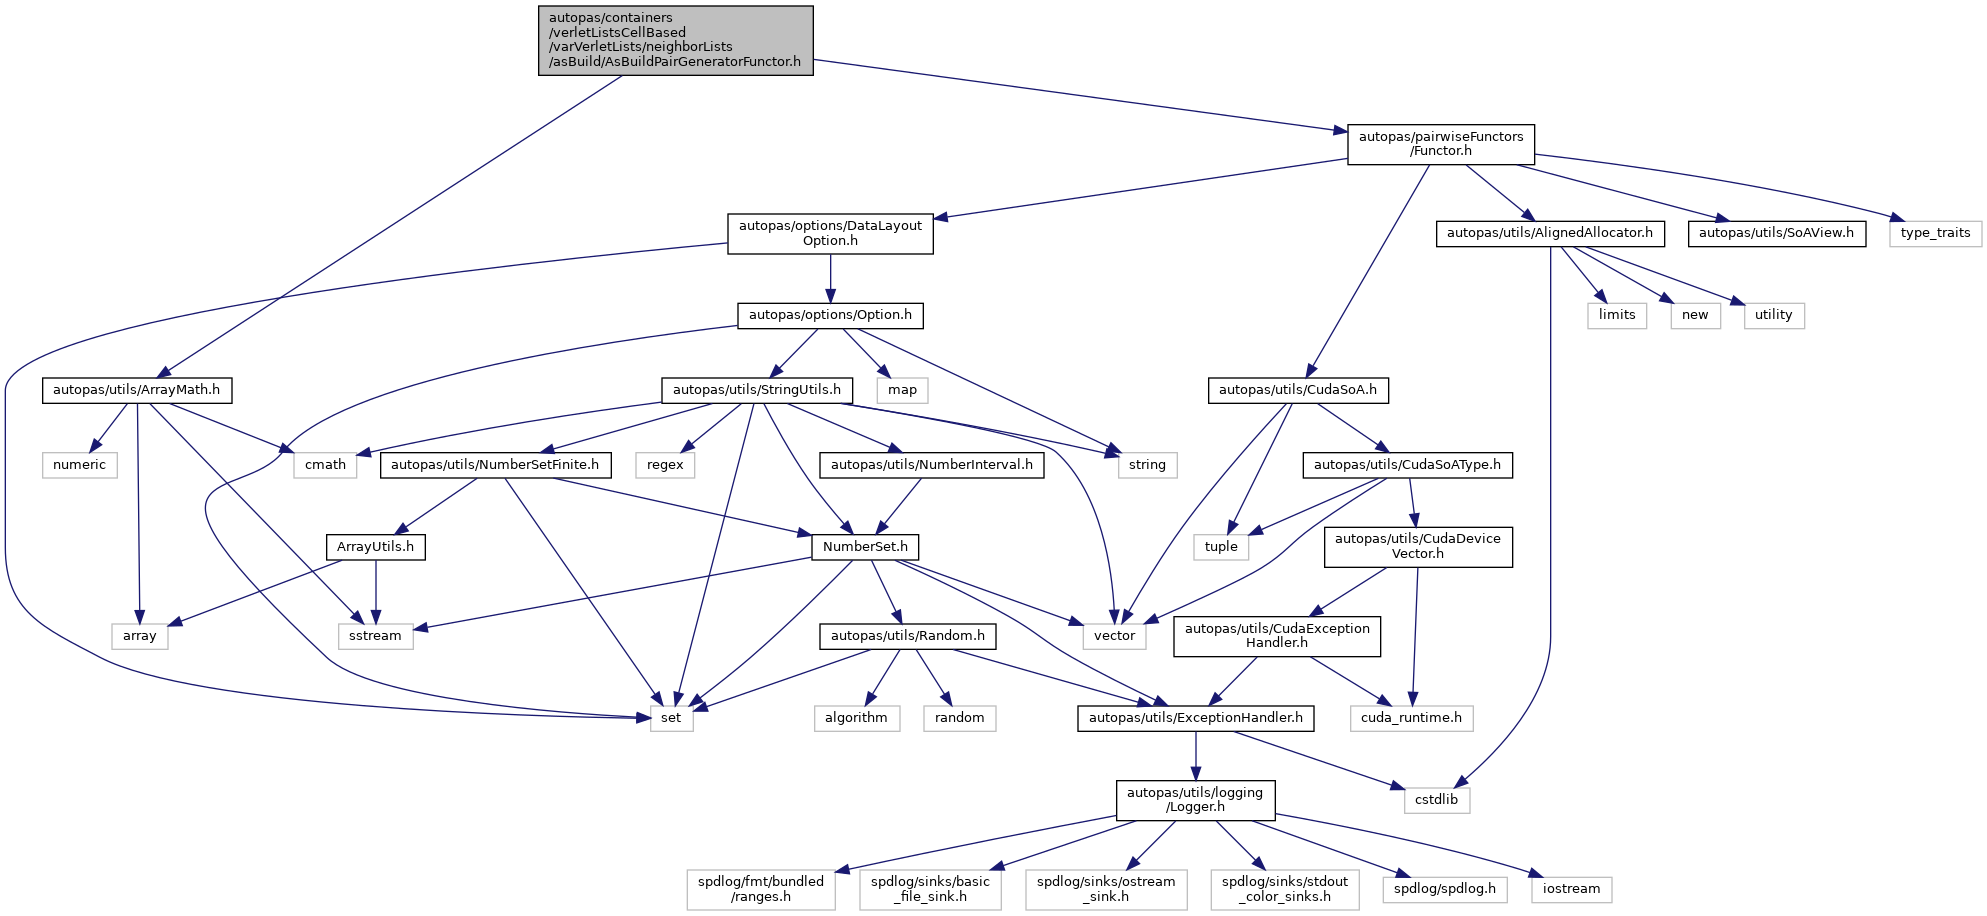 autopas/containers
/verletListsCellBased
/varVerletLists/neighborLists
/asBuild/AsBuildPairGeneratorFunctor.h
autopas/pairwiseFunctors
/Functor.h
autopas/options/DataLayout
Option.h
autopas/utils/AlignedAllocator.h
autopas/utils/SoAView.h
type_traits
autopas/options/Option.h
limits
new
utility
autopas/utils/ArrayMath.h
autopas/utils/StringUtils.h
map
autopas/utils/CudaSoA.h
numeric
cmath
autopas/utils/NumberSetFinite.h
regex
autopas/utils/NumberInterval.h
string
autopas/utils/CudaSoAType.h
ArrayUtils.h
NumberSet.h
tuple
autopas/utils/CudaDevice
Vector.h
array
sstream
autopas/utils/Random.h
vector
autopas/utils/CudaException
Handler.h
set
algorithm
random
autopas/utils/ExceptionHandler.h
cuda_runtime.h
autopas/utils/logging
/Logger.h
cstdlib
spdlog/fmt/bundled
/ranges.h
spdlog/sinks/basic
_file_sink.h
spdlog/sinks/ostream
_sink.h
spdlog/sinks/stdout
_color_sinks.h
spdlog/spdlog.h
iostream